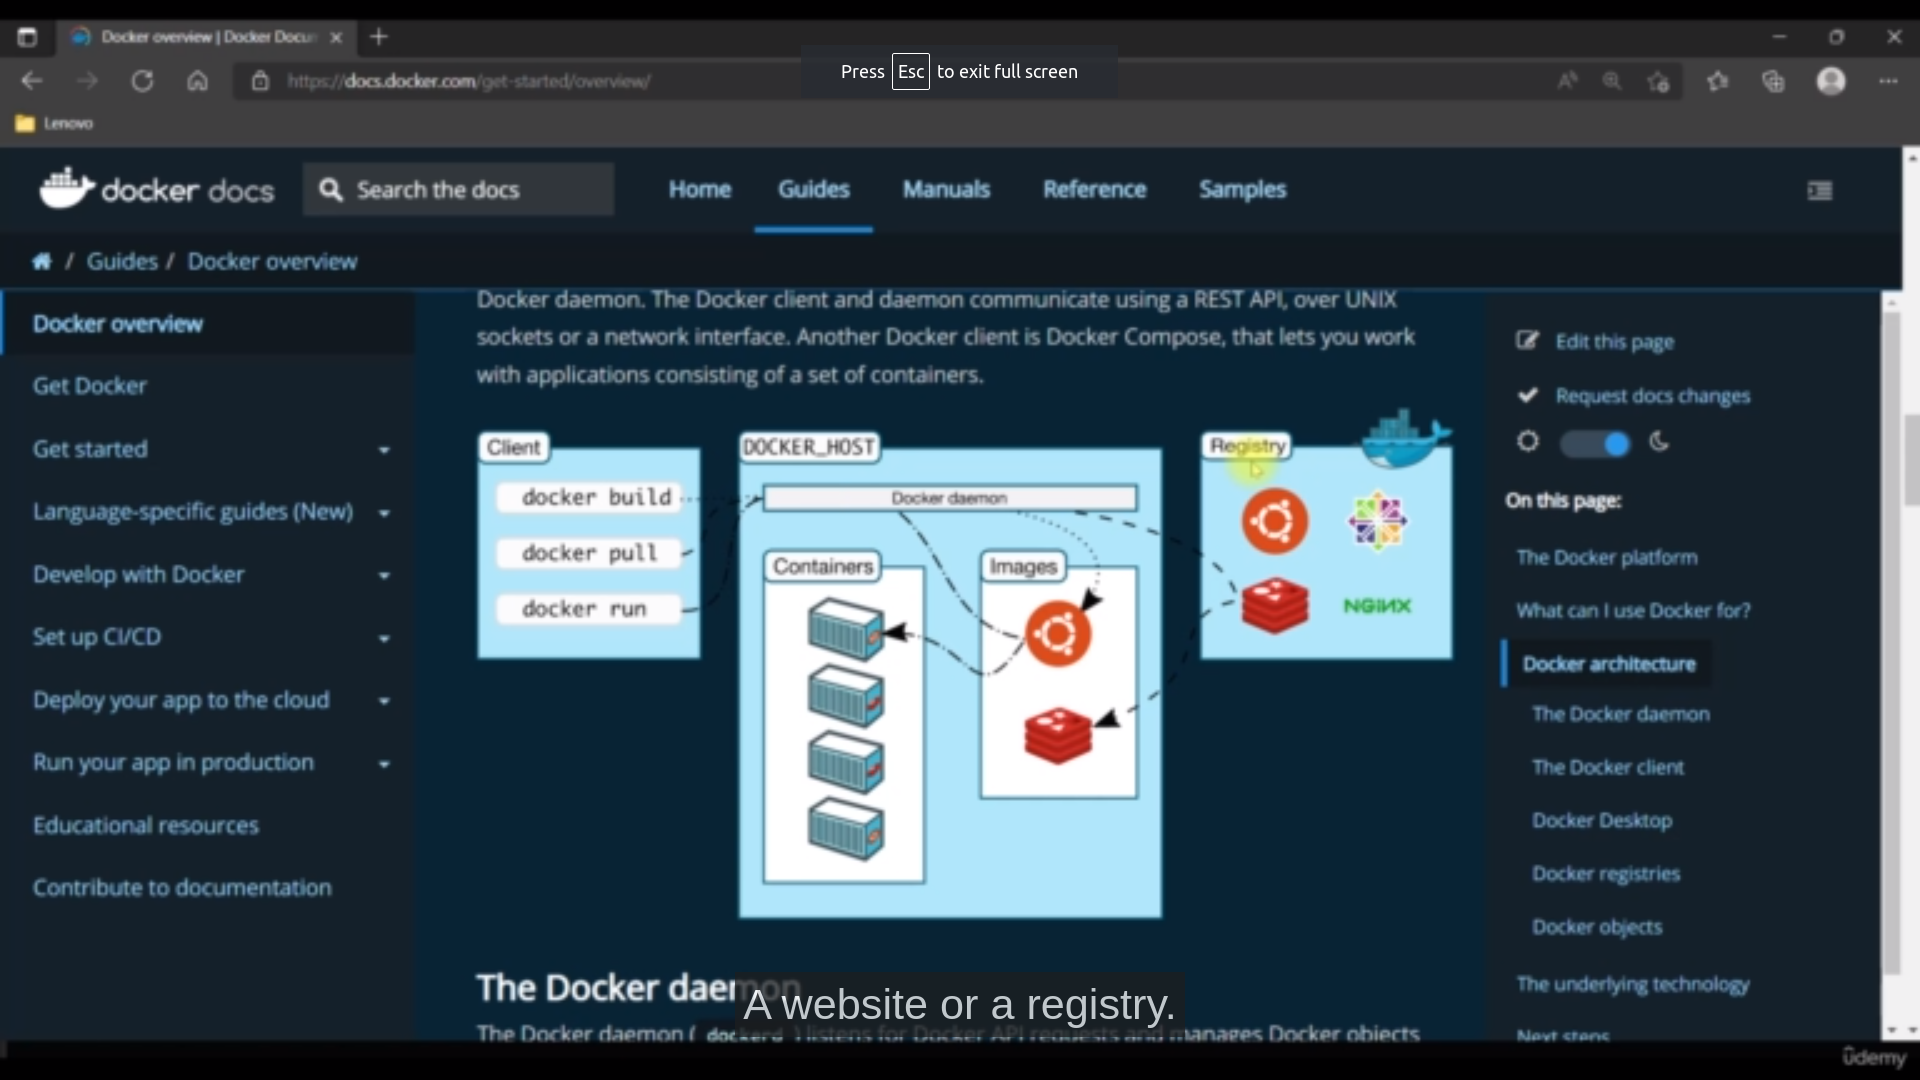 Docker overview | Docker Docu
Press Esc to exit full screen
https://docs.docker.com/get-started/overview/
Lenovo
docker docs
Search the docs
Home
Guides
Manuals
Reference
Samples
/ Guides / Docker overview
Docker overview
Get Docker
Get started
Language-specific guides (New)
Develop with Docker
Set up CI/CD
Deploy your app to the cloud
Run your app in production
Educational resources
Contribute to documentation
Docker daemon. The Docker client and daemon communicate using a REST API, over UNIX
sockets or a network interface. Another Docker client is Docker Compose, that lets you work
with applications consisting of a set of containers.
Client
docker build
docker pull
docker run
DOCKER_HOST
Docker daemon
Containers
Images
Registry
NGINX
The Docker daemon
A website or a registry.
The Docker daemon ( dockerd ) listens for Docker API requests and manages Docker objects
Edit this page
Request docs changes
On this page:
The Docker platform
What can I use Docker for?
Docker architecture
The Docker daemon
The Docker client
Docker Desktop
Docker registries
Docker objects
The underlying technology
Next steps
ûdemy